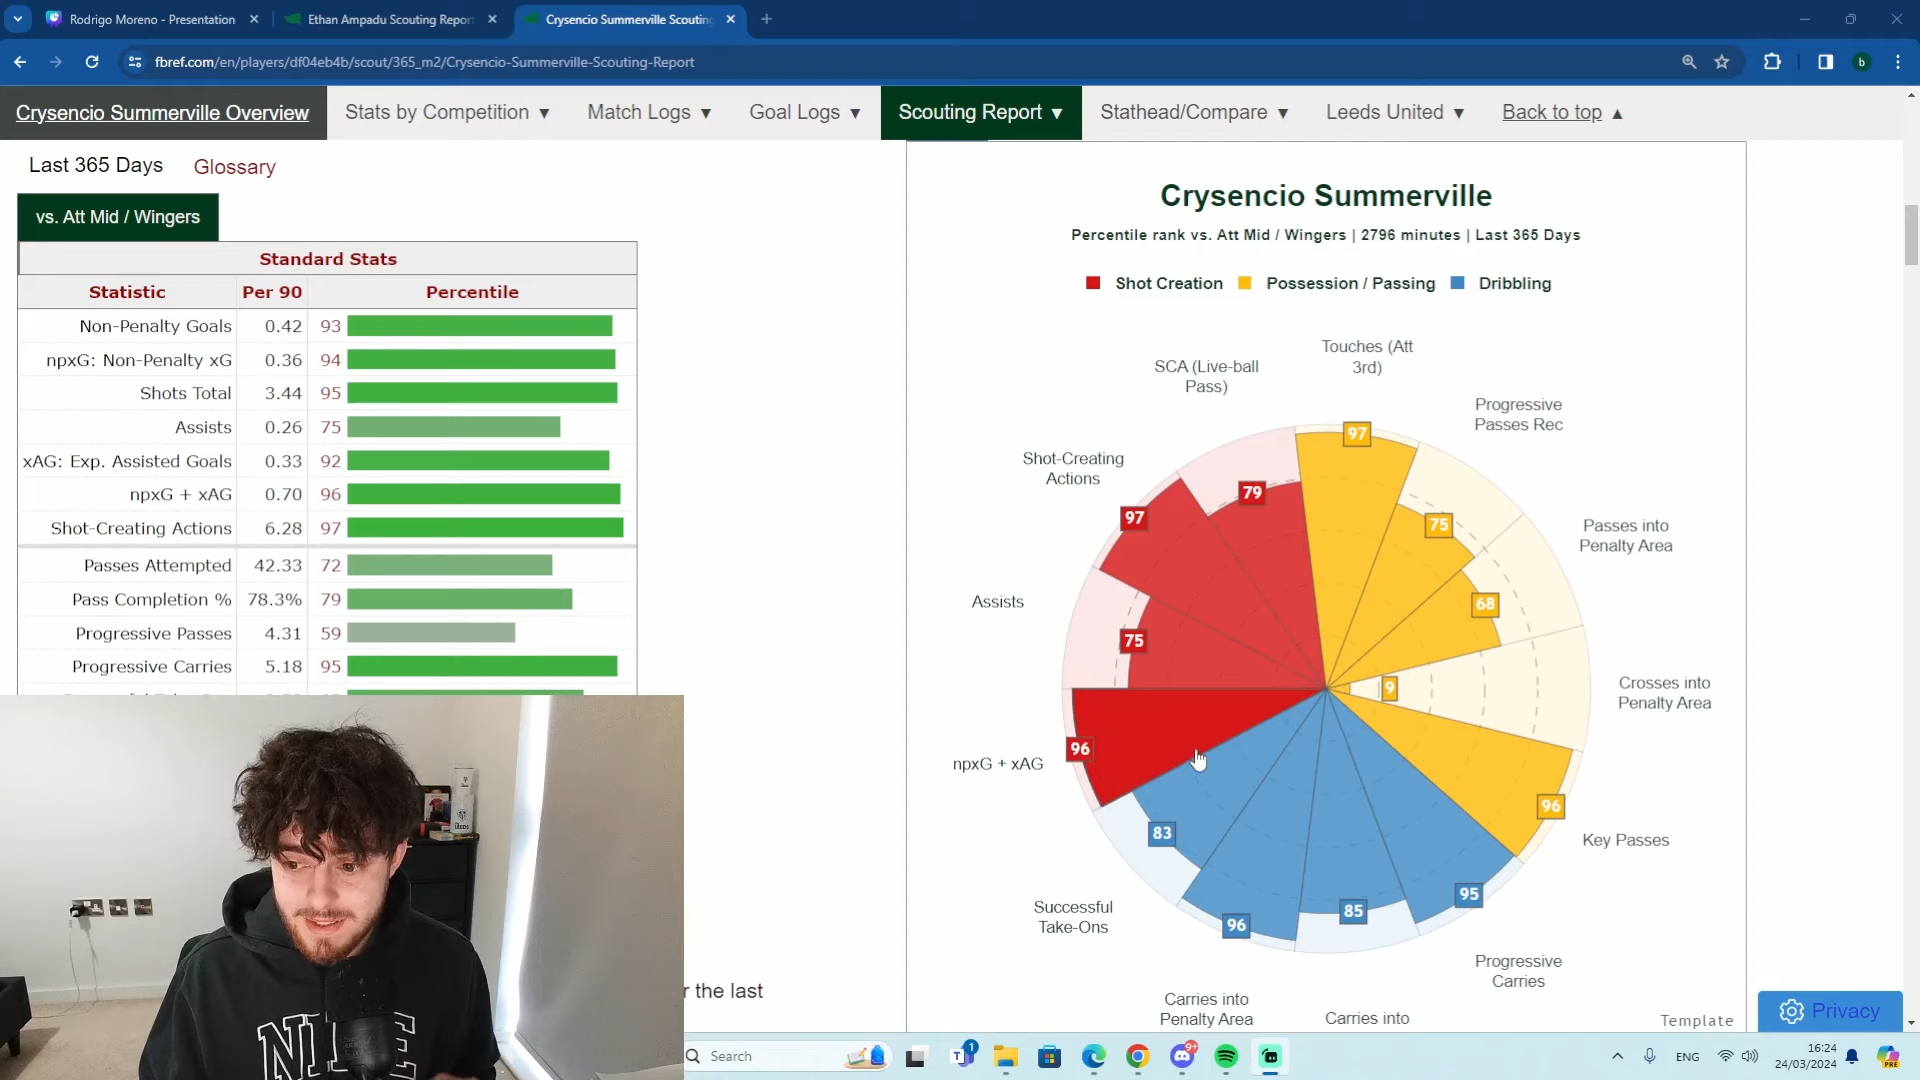 Rodrigo Moreno - Presentation
Ethan Ampadu Scouting Report
Crysencio Summerville Scouting
fbref.com/en/players/df04eb4b/scout/365_m2/Crysencio-Summerville-Scouting-Report
b
Crysencio Summerville Overview
Stats by Competition ▼
Match Logs ▼
Goal Logs ▼
Scouting Report ▼
Stathead/Compare ▼
Leeds United ▼
Back to top ▲
Last 365 Days
Glossary
vs. Att Mid / Wingers
Standard Stats
Statistic Per 90 Percentile
Non-Penalty Goals 0.42 93
npxG: Non-Penalty xG 0.36 94
Shots Total 3.44 95
Assists 0.26 75
xAG: Exp. Assisted Goals 0.33 92
npxG + xAG 0.70 96
Shot-Creating Actions 6.28 97
Passes Attempted 42.33 72
Pass Completion % 78.3% 79
Progressive Passes 4.31 59
Progressive Carries 5.18 95
Crysencio Summerville
Percentile rank vs. Att Mid / Wingers | 2796 minutes | Last 365 Days
Shot Creation
Possession / Passing
Dribbling
Touches (Att
3rd)
SCA (Live-ball
Pass)
Progressive
Passes Rec
Shot-Creating
Actions
Passes into
Penalty Area
Assists
Crosses into
Penalty Area
npxG + xAG
Key Passes
Successful
Take-Ons
Progressive
Carries
Carries into
Penalty Area
Carries into
97
79
97
75
75
68
9
96
96
83
96
85
95
r the last
Template
Privacy
Search
1
9+
ENG
16:24
24/03/2024
PRE